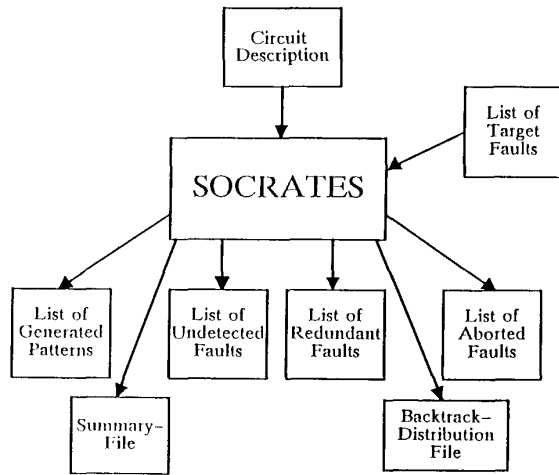 Circuit
Description
List of
Target
Faults
SOCRATES
List of
Generated
Patterns
List of
Undetected
Faults
List of
Redundant
Faults
List of
Aborted
Faults
Summary-
File
Backtrack-
Distribution
File